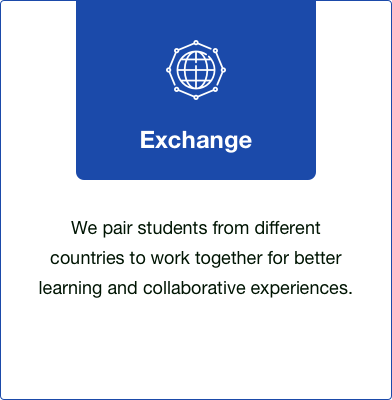 Exchange
We pair students from different
countries to work together for better
learning and collaborative experiences.